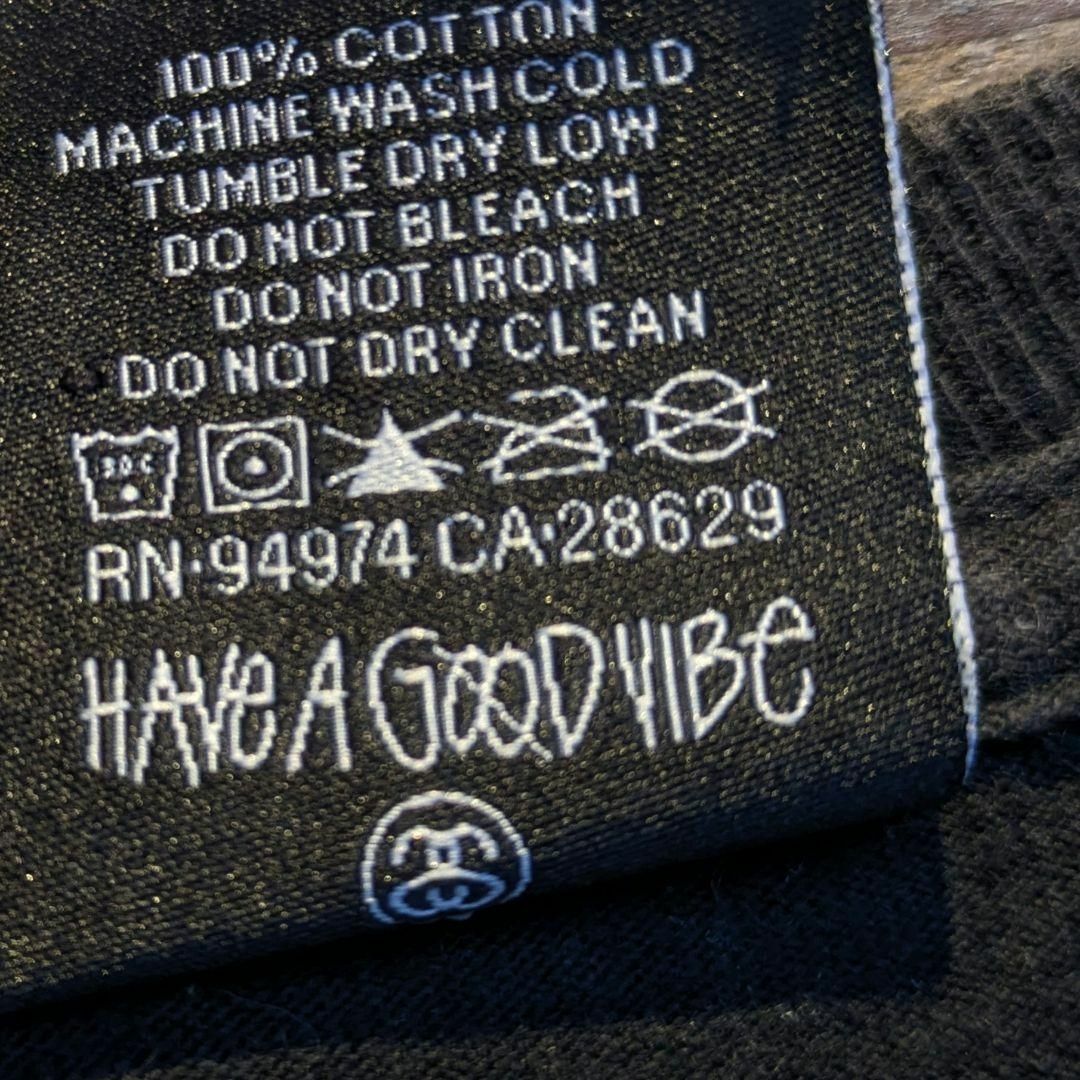 100% COTTON
MACHINE WASH COLD
TUMBLE DRY LOW
DO NOT BLEACH
DO NOT IRON
DO NOT DRY CLEAN
RN·94974 CA·28629
HAVE A GOOD VIBE